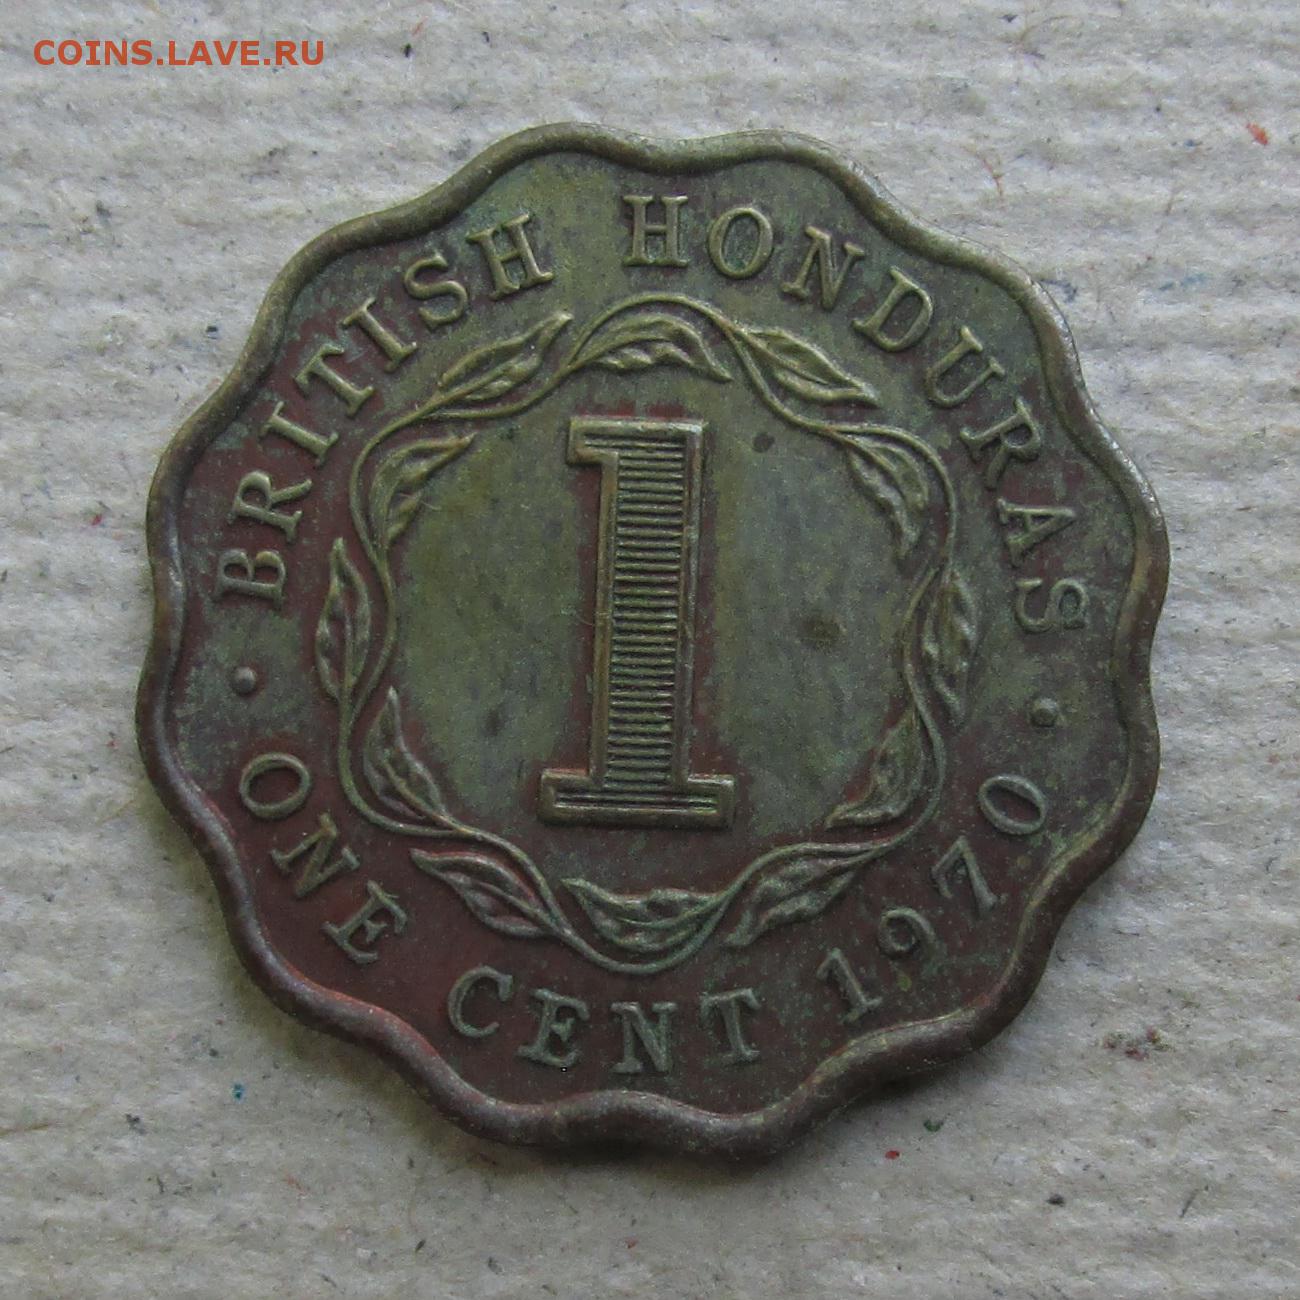 COINS.LAVE.RU
· BRITISH HONDURAS ·
1
ONE CENT 1970